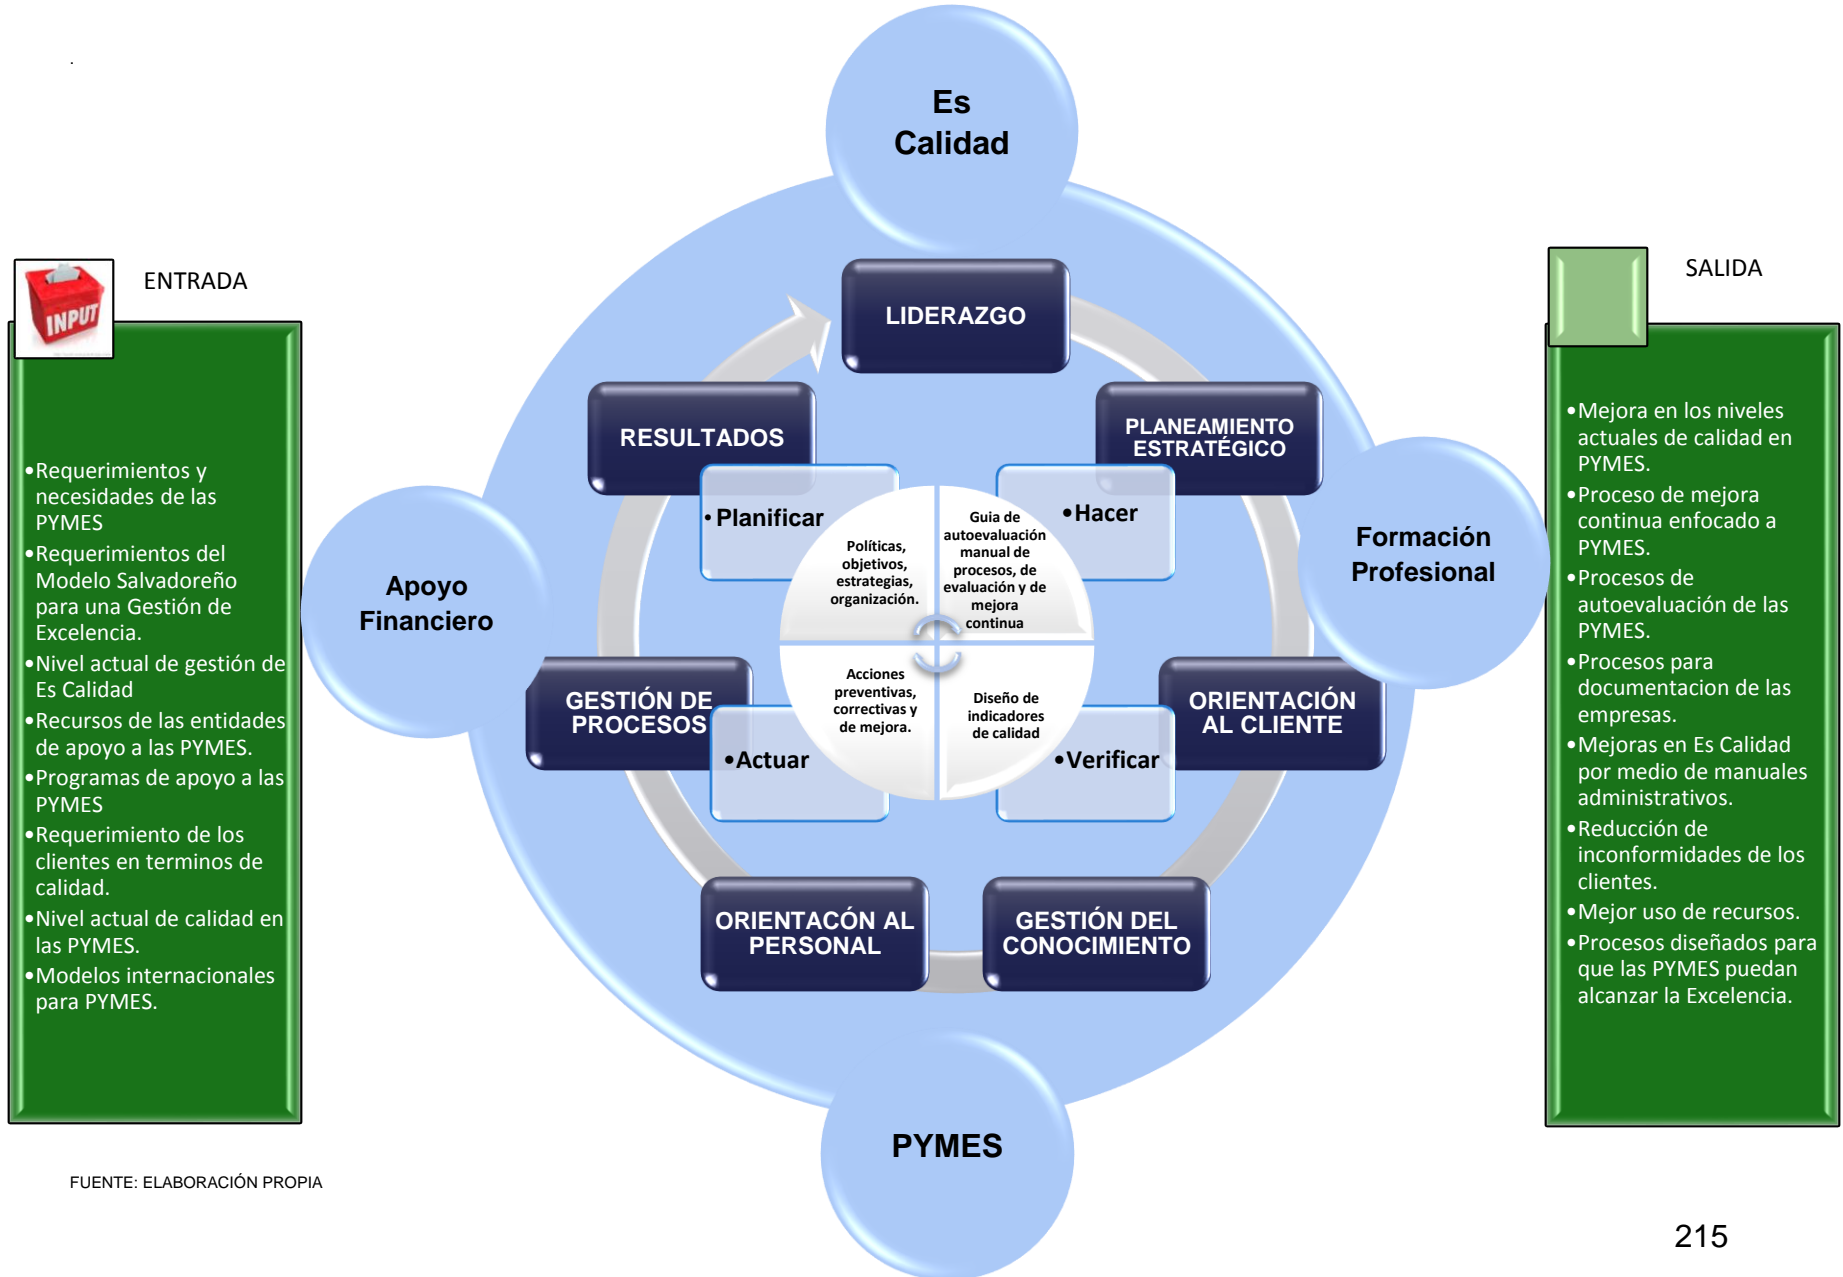 .
Es
Calidad
ENTRADA
INPUT
•Requerimientos y
necesidades de las
PYMES
•Requerimientos del
Modelo Salvadoreño
para una Gestión de
Excelencia.
•Nivel actual de gestión de
Es Calidad
•Recursos de las entidades
de apoyo a las PYMES.
•Programas de apoyo a las
PYMES
•Requerimiento de los
clientes en terminos de
calidad.
•Nivel actual de calidad en
las PYMES.
•Modelos internacionales
para PYMES.
Apoyo
Financiero
LIDERAZGO
PLANEAMIENTO
ESTRATÉGICO
ORIENTACIÓN
AL CLIENTE
GESTIÓN DEL
CONOCIMIENTO
ORIENTACÓN AL
PERSONAL
GESTIÓN DE
PROCESOS
RESULTADOS
• Planificar
Políticas,
objetivos,
estrategias,
organización.
•Hacer
Guia de
autoevaluación
manual de
procesos, de
evaluación y de
mejora
continua
•Actuar
Acciones
preventivas,
correctivas y
de mejora.
•Verificar
Diseño de
indicadores
de calidad
Formación
Profesional
PYMES
SALIDA
•Mejora en los niveles
actuales de calidad en
PYMES.
•Proceso de mejora
continua enfocado a
PYMES.
•Procesos de
autoevaluación de las
PYMES.
•Procesos para
documentacion de las
empresas.
•Mejoras en Es Calidad
por medio de manuales
administrativos.
•Reducción de
inconformidades de los
clientes.
•Mejor uso de recursos.
•Procesos diseñados para
que las PYMES puedan
alcanzar la Excelencia.
FUENTE: ELABORACIÓN PROPIA
215